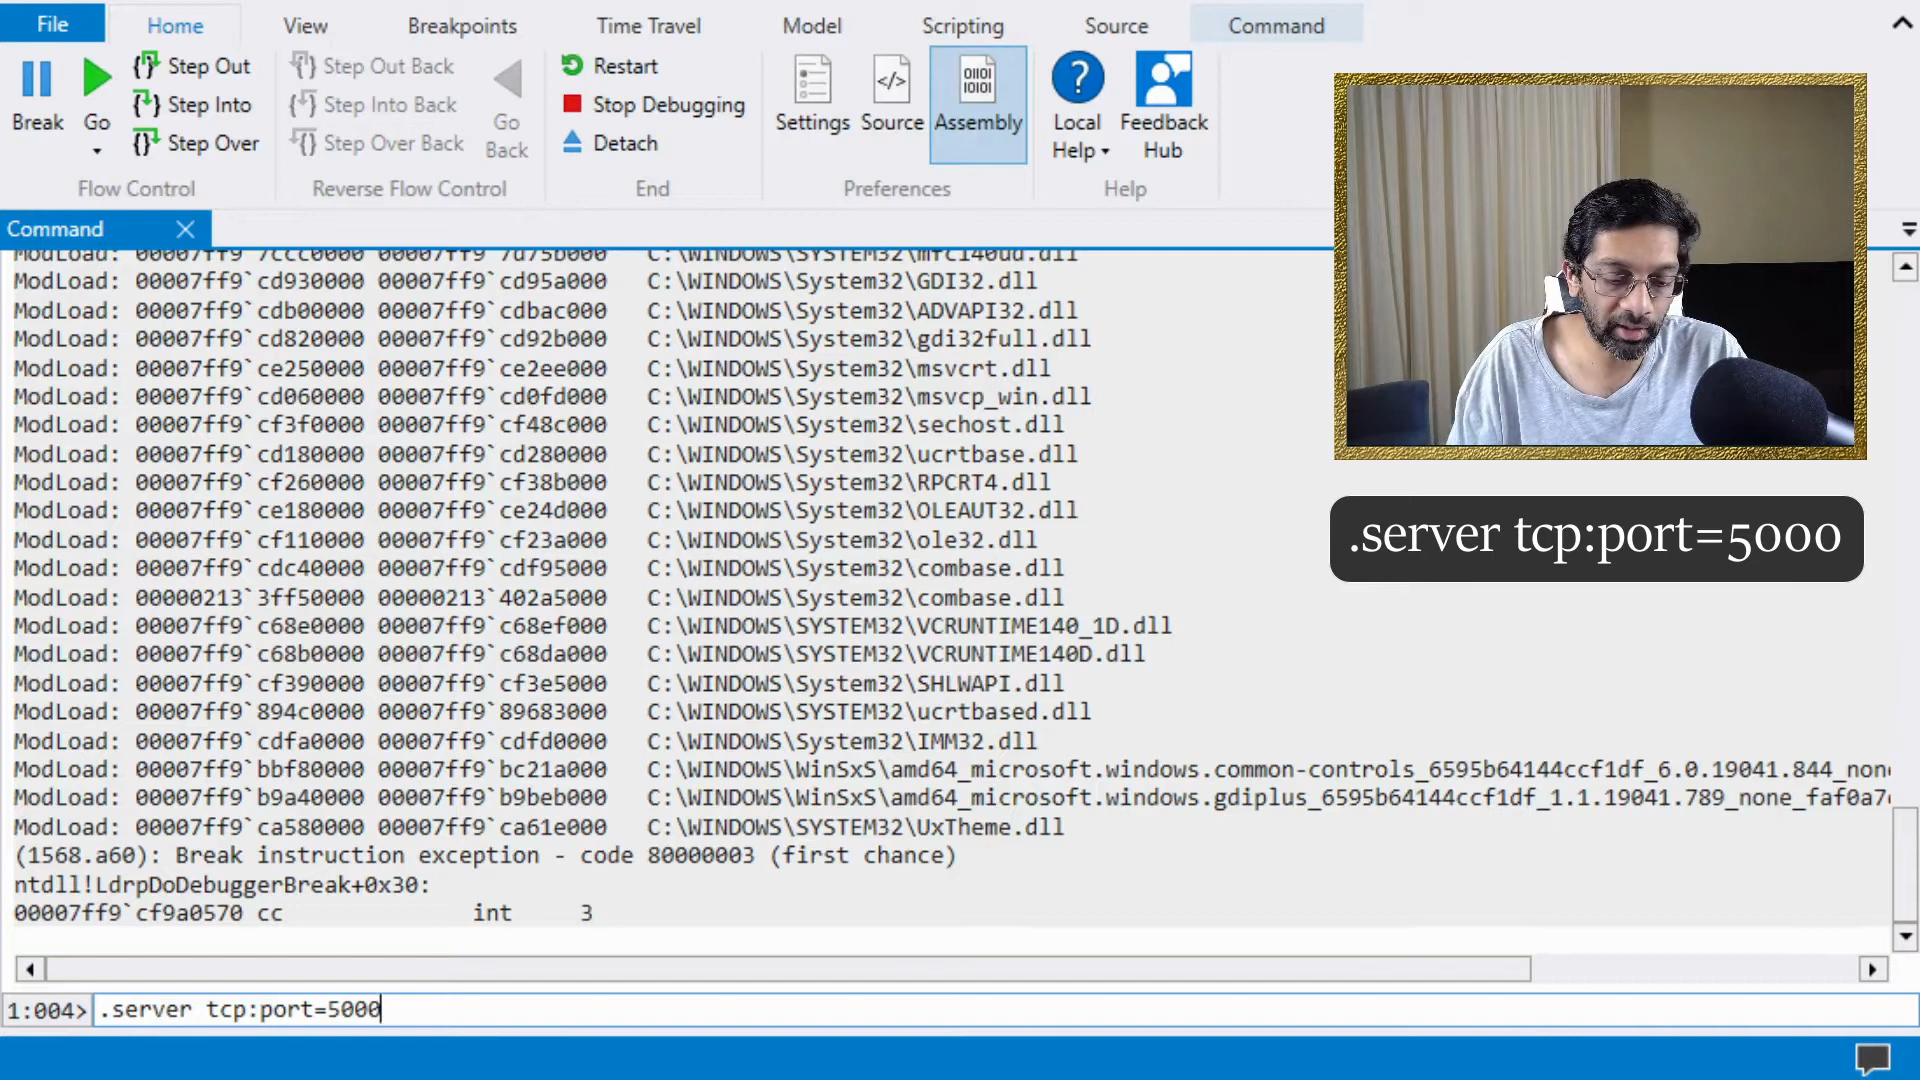 File Home View Breakpoints Time Travel Model Scripting Source Command
Break
Go
Step Out
Step Into
Step Over
Flow Control
Step Out Back
Step Into Back
Step Over Back
Go
Back
Reverse Flow Control
Restart
Stop Debugging
Detach
End
Settings
Source
Assembly
Preferences
Local
Help
Feedback
Hub
Help
Command
ModLoad: 00007ff9`7ccc0000 00007ff9`7d75b000 C:\WINDOWS\SYSTEM32\mfc140ud.dll
ModLoad: 00007ff9`cd930000 00007ff9`cd95a000 C:\WINDOWS\System32\GDI32.dll
ModLoad: 00007ff9`cdb00000 00007ff9`cdbac000 C:\WINDOWS\System32\ADVAPI32.dll
ModLoad: 00007ff9`cd820000 00007ff9`cd92b000 C:\WINDOWS\System32\gdi32full.dll
ModLoad: 00007ff9`ce250000 00007ff9`ce2ee000 C:\WINDOWS\System32\msvcrt.dll
ModLoad: 00007ff9`cd060000 00007ff9`cd0fd000 C:\WINDOWS\System32\msvcp_win.dll
ModLoad: 00007ff9`cf3f0000 00007ff9`cf48c000 C:\WINDOWS\System32\sechost.dll
ModLoad: 00007ff9`cd180000 00007ff9`cd280000 C:\WINDOWS\System32\ucrtbase.dll
ModLoad: 00007ff9`cf260000 00007ff9`cf38b000 C:\WINDOWS\System32\RPCRT4.dll
ModLoad: 00007ff9`ce180000 00007ff9`ce24d000 C:\WINDOWS\System32\OLEAUT32.dll
ModLoad: 00007ff9`cf110000 00007ff9`cf23a000 C:\WINDOWS\System32\ole32.dll
ModLoad: 00007ff9`cdc40000 00007ff9`cdf95000 C:\WINDOWS\System32\combase.dll
ModLoad: 00000213`3ff50000 00000213`402a5000 C:\WINDOWS\System32\combase.dll
ModLoad: 00007ff9`c68e0000 00007ff9`c68ef000 C:\WINDOWS\SYSTEM32\VCRUNTIME140_1D.dll
ModLoad: 00007ff9`c68b0000 00007ff9`c68da000 C:\WINDOWS\SYSTEM32\VCRUNTIME140D.dll
ModLoad: 00007ff9`cf390000 00007ff9`cf3e5000 C:\WINDOWS\System32\SHLWAPI.dll
ModLoad: 00007ff9`894c0000 00007ff9`89683000 C:\WINDOWS\SYSTEM32\ucrtbased.dll
ModLoad: 00007ff9`cdfa0000 00007ff9`cdfd0000 C:\WINDOWS\System32\IMM32.dll
ModLoad: 00007ff9`bbf80000 00007ff9`bc21a000 C:\WINDOWS\WinSxS\amd64_microsoft.windows.common-controls_6595b64144ccf1df_6.0.19041.844_none
ModLoad: 00007ff9`b9a40000 00007ff9`b9beb000 C:\WINDOWS\WinSxS\amd64_microsoft.windows.gdiplus_6595b64144ccf1df_1.1.19041.789_none_faf0a7
ModLoad: 00007ff9`ca580000 00007ff9`ca61e000 C:\WINDOWS\SYSTEM32\UxTheme.dll
(1568.a60): Break instruction exception - code 80000003 (first chance)
ntdll!LdrpDoDebuggerBreak+0x30:
00007ff9`cf9a0570 cc int 3
1:004> .server tcp:port=5000
.server tcp:port=5000